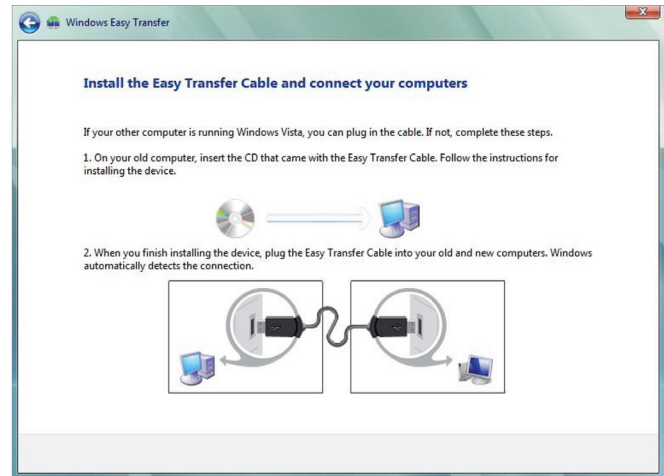 Windows Easy Transfer
Install the Easy Transfer Cable and connect your computers
If your other computer is running Windows Vista, you can plug in the cable. If not, complete these steps.
1. On your old computer, insert the CD that came with the Easy Transfer Cable. Follow the instructions for
installing the device.
2. When you finish installing the device, plug the Easy Transfer Cable into your old and new computers. Windows
automatically detects the connection.